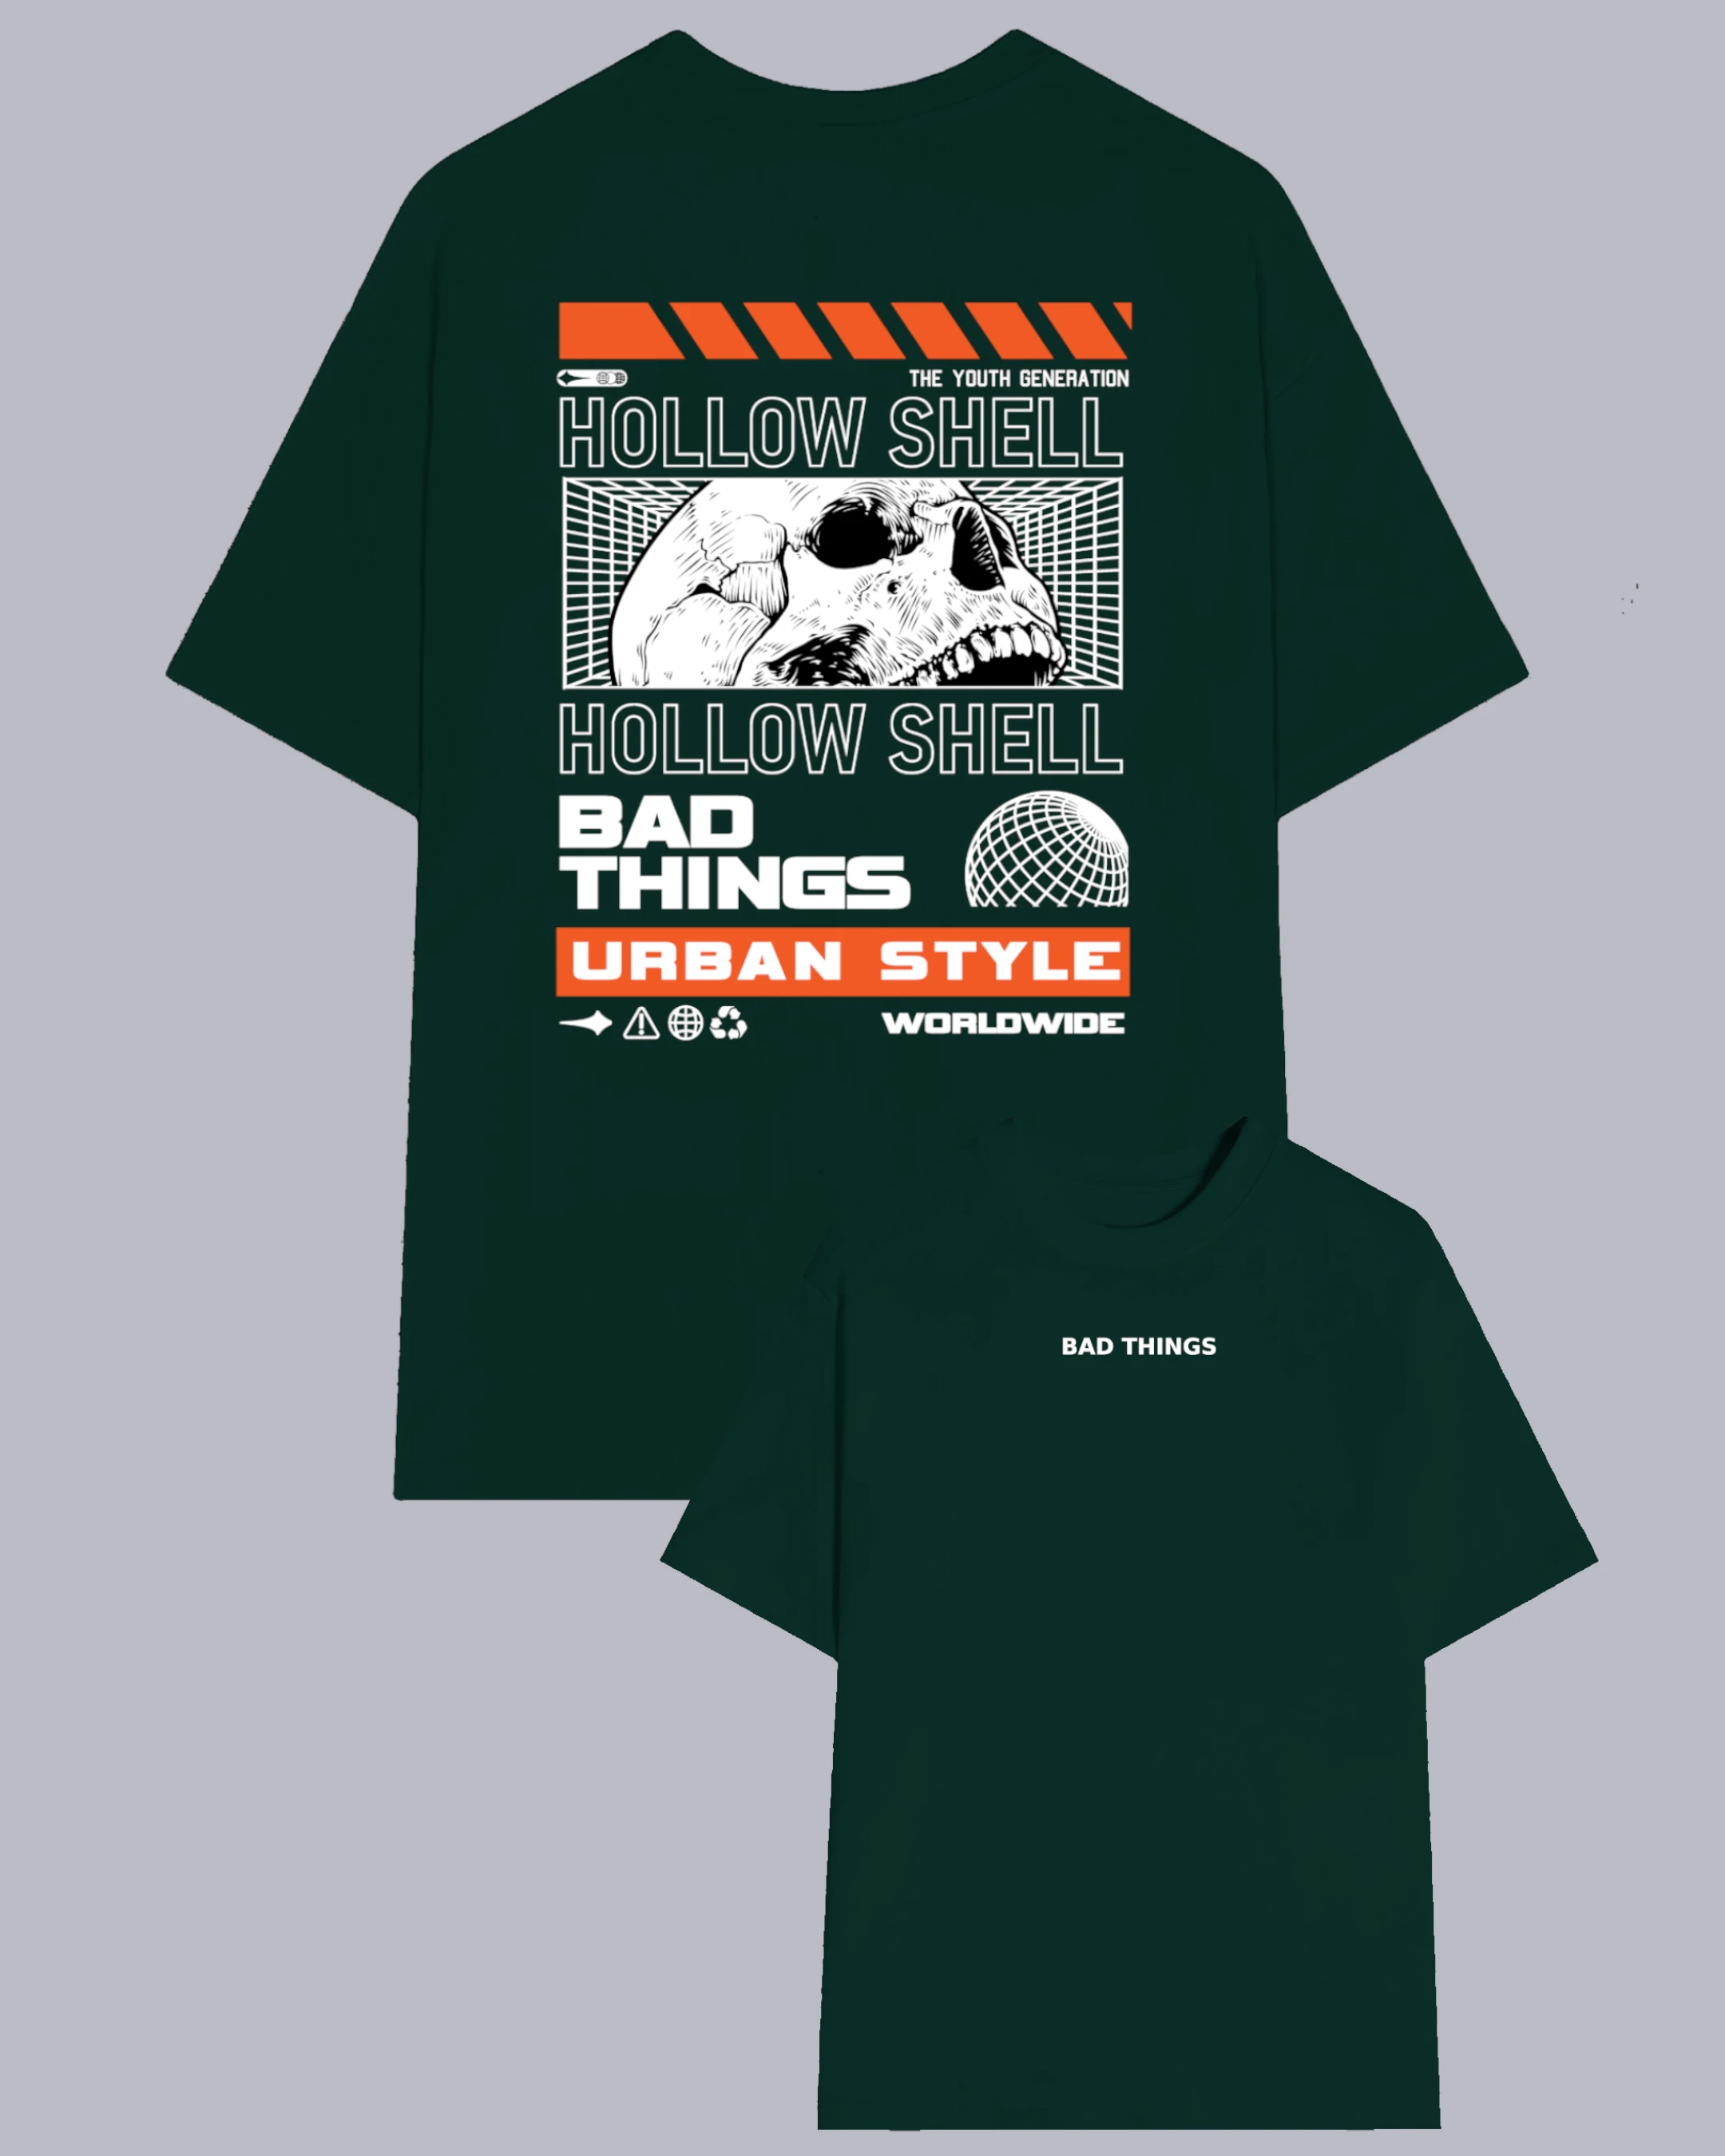 THE YOUTH GENERATION
HOLLOW SHELL
HOLLOW SHELL
BAD
THINGS
URBAN STYLE
WORLDWIDE
BAD THINGS